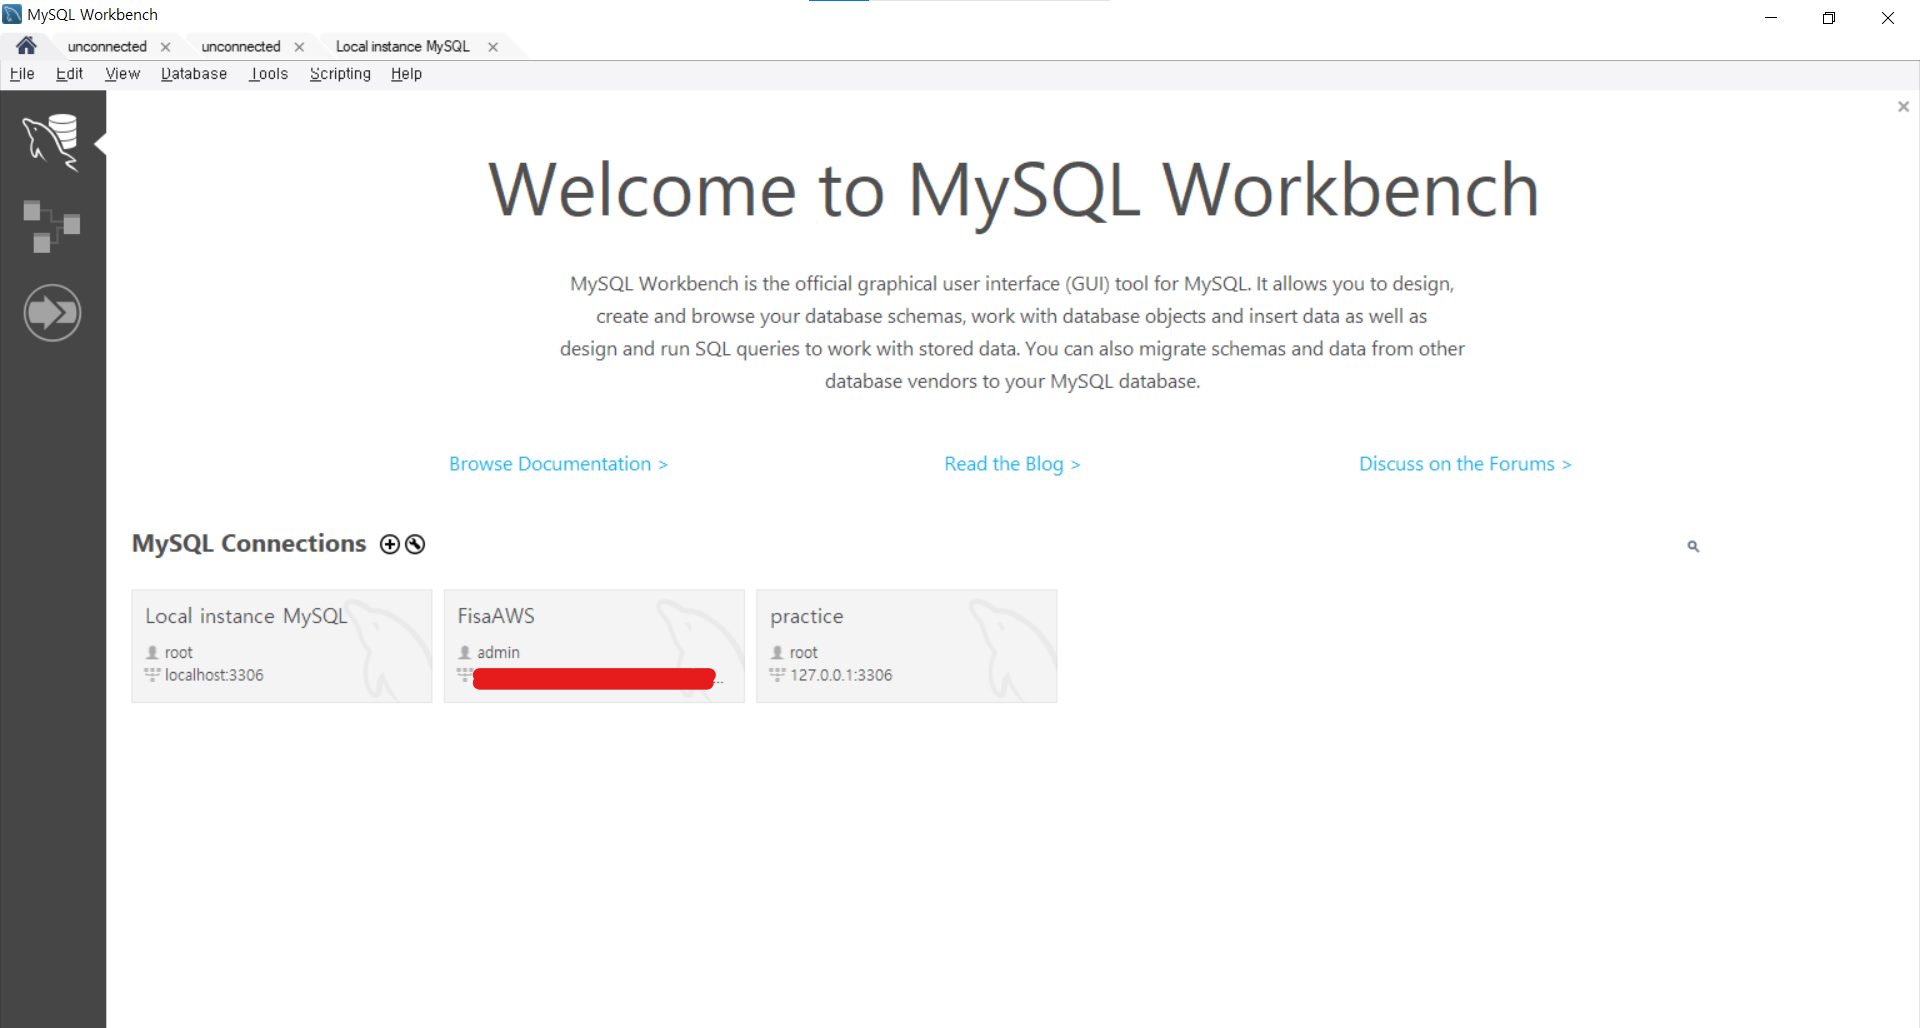 MySQL Workbench
unconnected
unconnected
Local instance MySQL
File Edit View Database Tools Scripting Help
Welcome to MySQL Workbench
MySQL Workbench is the official graphical user interface (GUI) tool for MySQL. It allows you to design,
create and browse your database schemas, work with database objects and insert data as well as
design and run SQL queries to work with stored data. You can also migrate schemas and data from other
database vendors to your MySQL database.
Browse Documentation >
Read the Blog >
Discuss on the Forums >
MySQL Connections
Local instance MySQL
root
localhost:3306
FisaAWS
admin
...
practice
root
127.0.0.1:3306